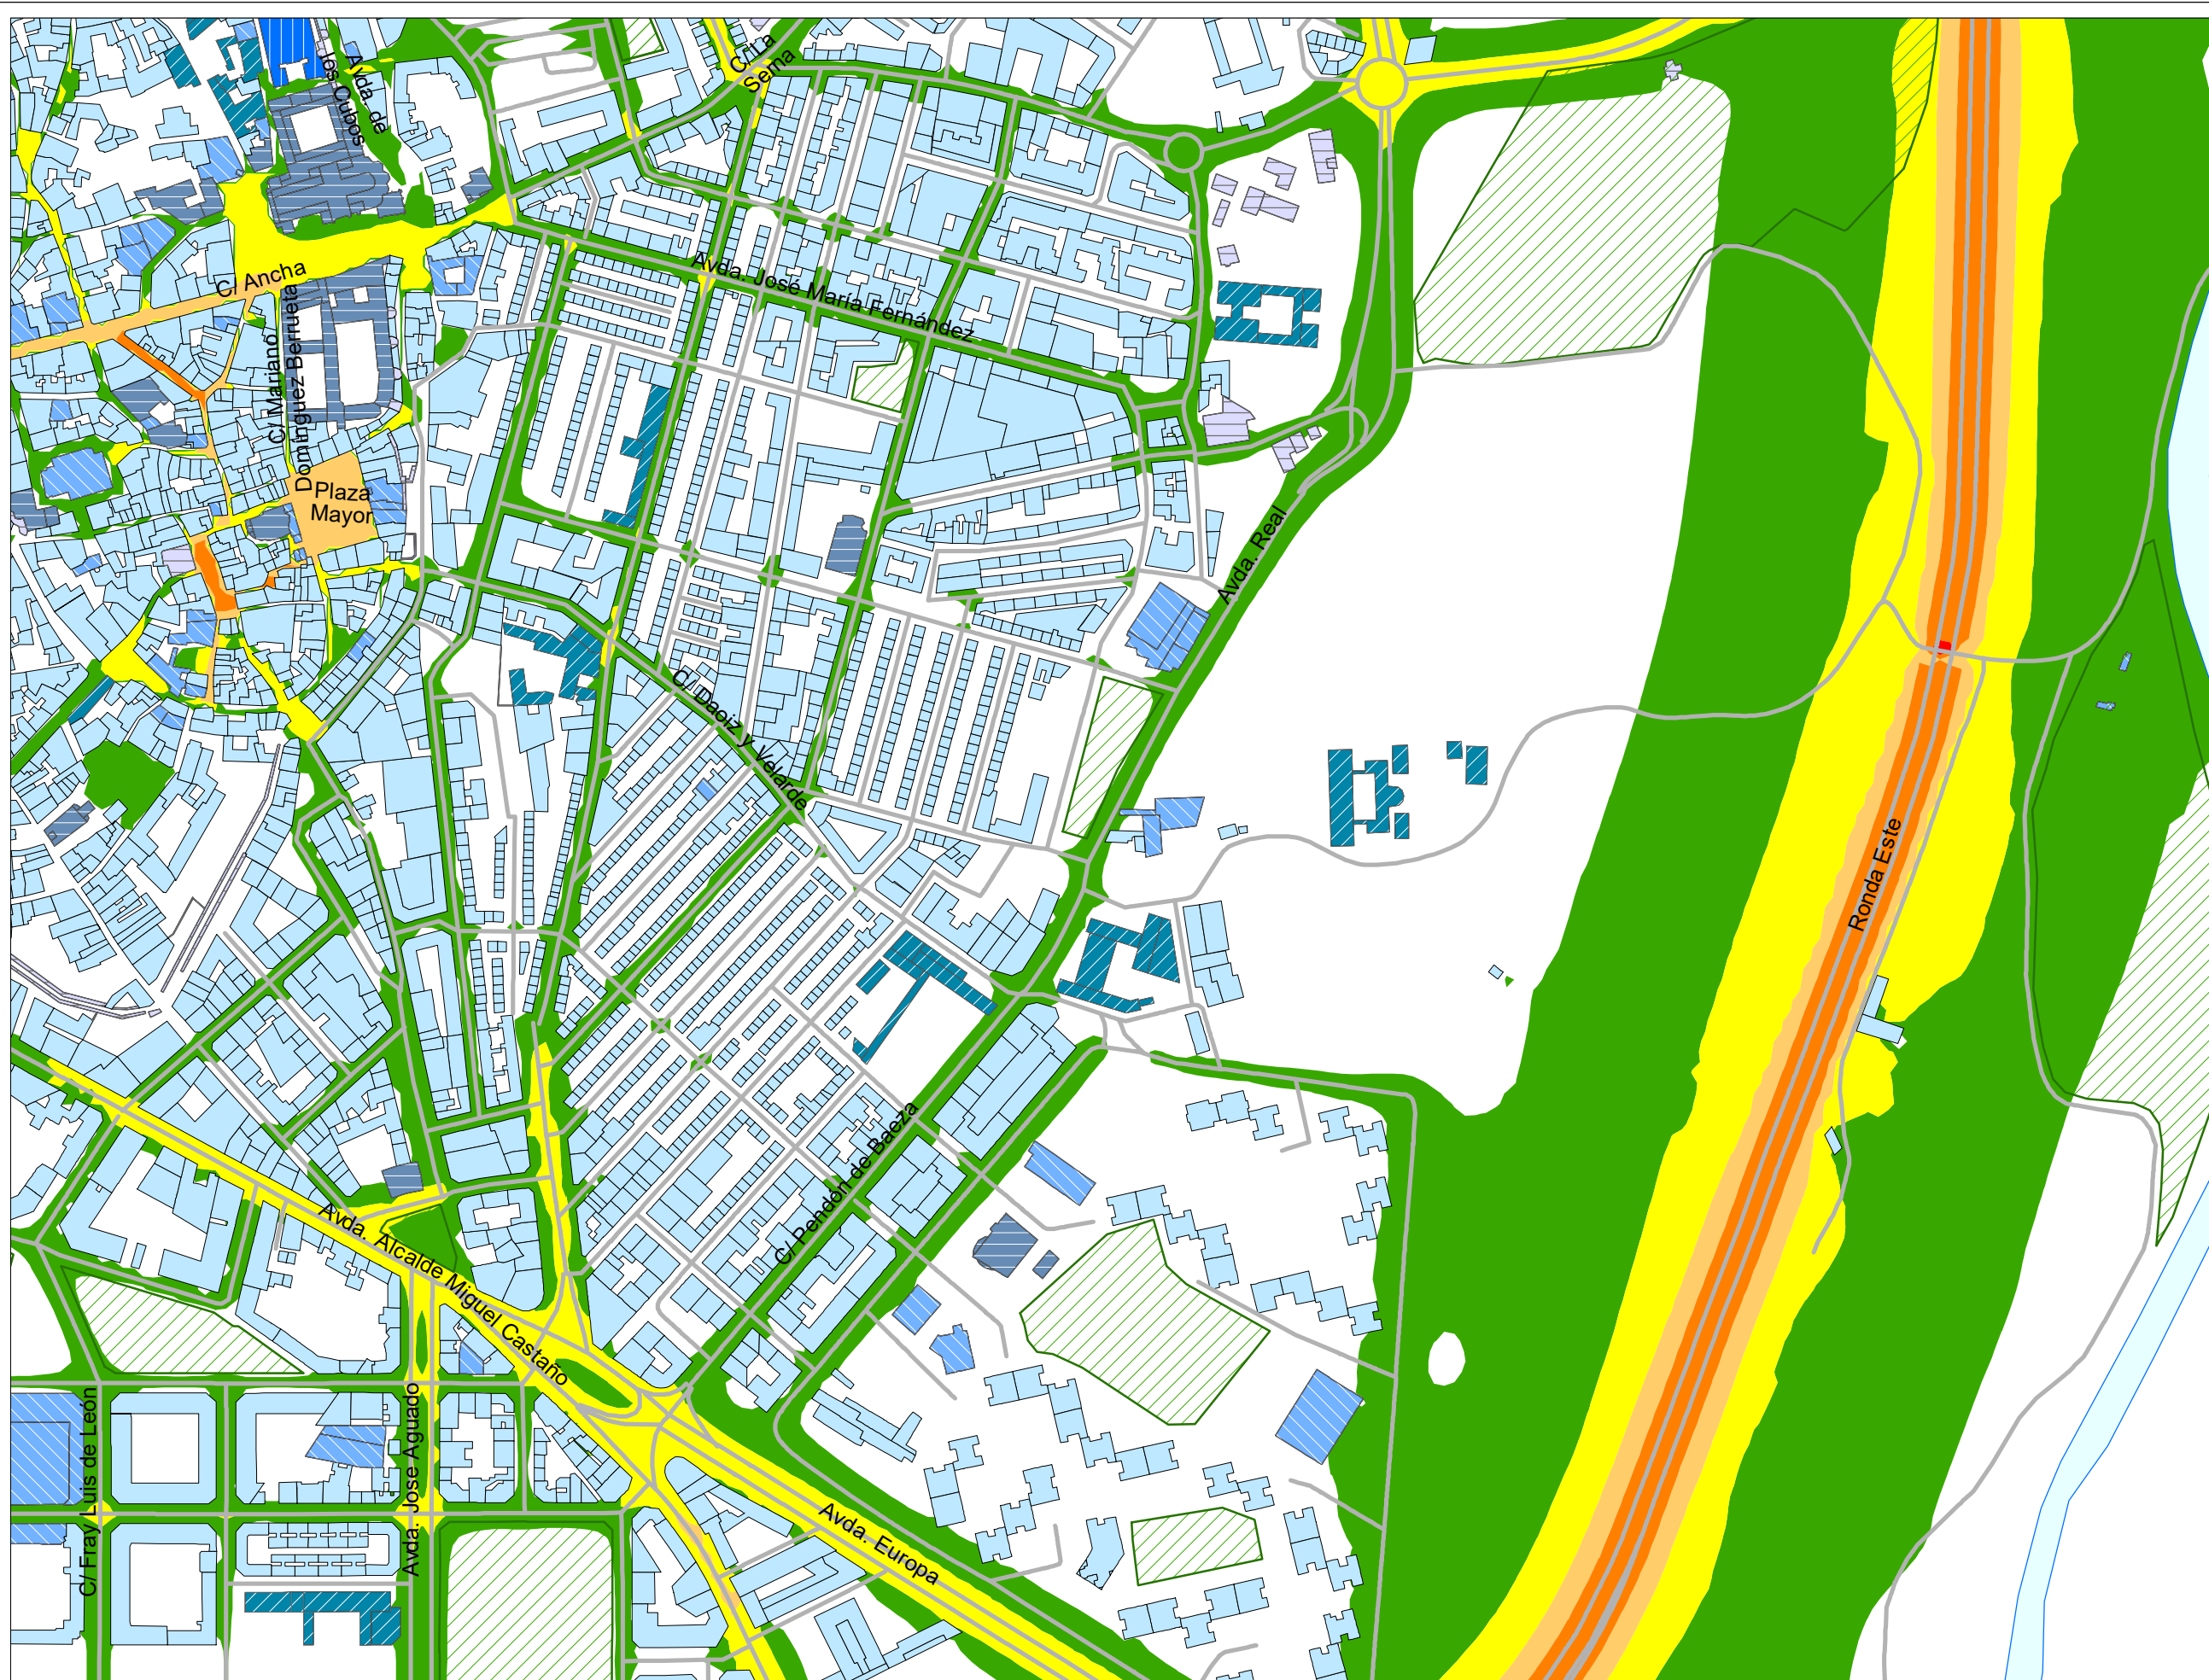 C/ La
Serna
Avda. de
los Cubos
C/ Ancha
Avda. José María Fernández
C/ Mariano
Domínguez Berrueta
Plaza
Mayor
Avda. Real
C/ Daoiz y Velarde
Ronda Este
C/ Pendón de Baeza
Avda. Alcalde Miguel Castaño
C/ Fray Luis de León
Avda. José Aguado
Avda. Europa